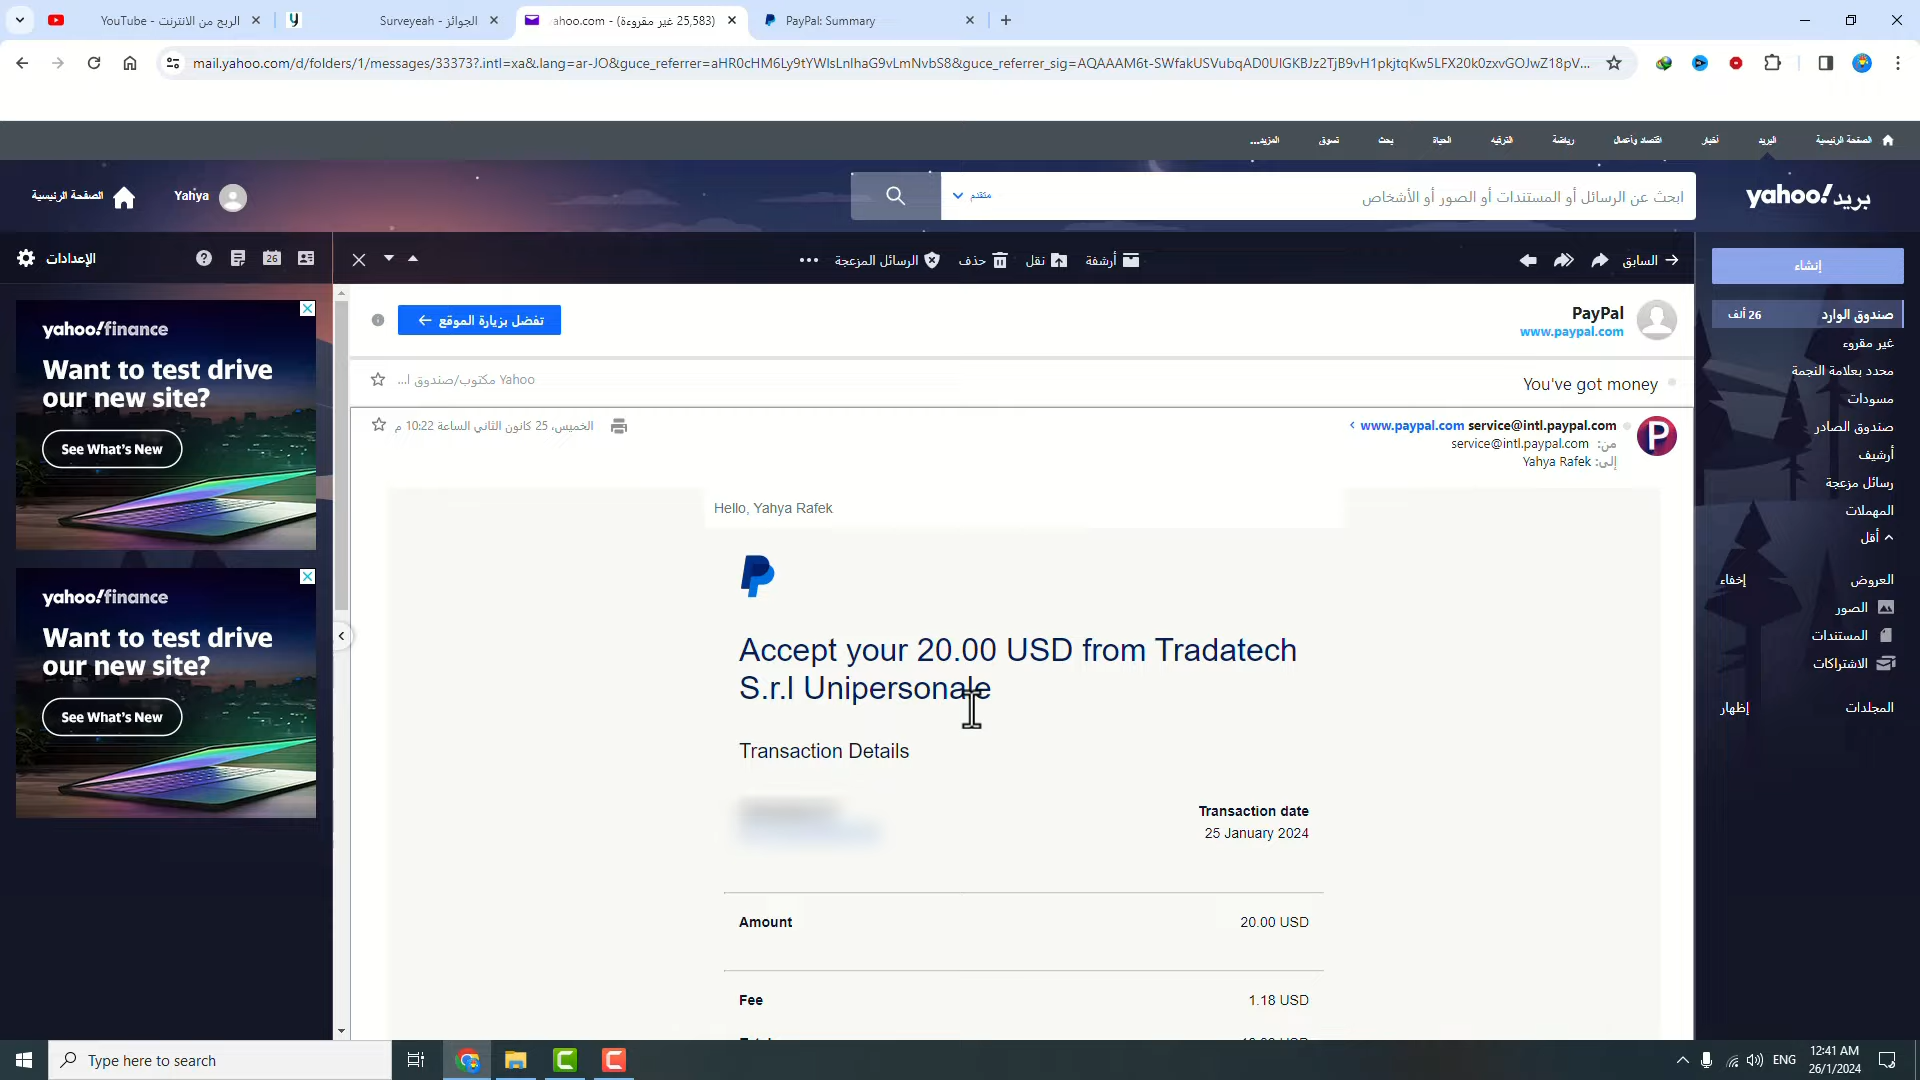 الربح من الانترنت - YouTube
الجوائز - Surveyeah
(25,583 غير مقروءة) - ahoo.com
PayPal: Summary
mail.yahoo.com/d/folders/1/messages/33373?.intl=xa&.lang=ar-JO&guce_referrer=aHR0cHM6Ly9tYWlsLnlhaG9vLmNvbS8&guce_referrer_sig=AQAAAM6t-SWfakUSVubqAD0UIGKBJz2TjB9vH1pkjtqKw5LFX20k0zxvGOJwZ18pV...
الصفحة الرئيسية
البريد
أخبار
اقتصاد وأعمال
رياضة
الترفيه
الحياة
بحث
تسوق
المزيد...
بريد yahoo!
ابحث عن الرسائل أو المستندات أو الصور أو الأشخاص
متقدم
Yahya
الصفحة الرئيسية
إنشاء
السابق
أرشفة
نقل
حذف
الرسائل المزعجة
26
الإعدادات
صندوق الوارد
26 ألف
غير مقروء
محدد بعلامة النجمة
مسودات
صندوق الصادر
أرشيف
رسائل مزعجة
المهملات
أقل
العروض
إخفاء
الصور
المستندات
الاشتراكات
المجلدات
إظهار
PayPal
www.paypal.com
تفضل بزيارة الموقع
You've got money
Yahoo مكتوب/صندوق ا...
www.paypal.com service@intl.paypal.com
من: service@intl.paypal.com
إلى: Yahya Rafek
الخميس، 25 كانون الثاني الساعة 10:22 م
P
Hello, Yahya Rafek
Accept your 20.00 USD from Tradatech
S.r.l Unipersonale
Transaction Details
Transaction date
25 January 2024
Amount
20.00 USD
Fee
1.18 USD
yahoo!finance
Want to test drive
our new site?
See What's New
yahoo!finance
Want to test drive
our new site?
See What's New
Type here to search
ENG
12:41 AM
26/1/2024